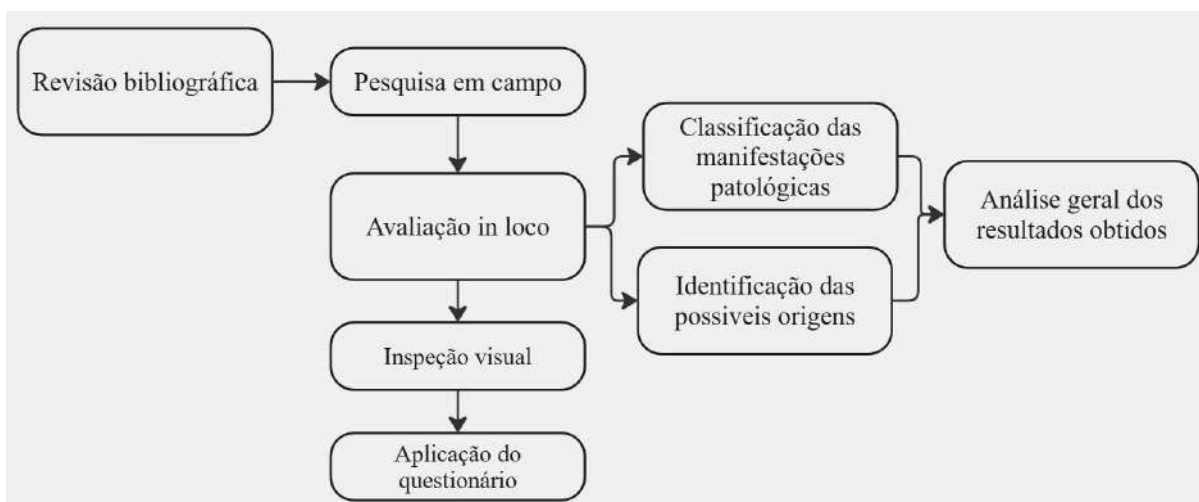 Revisão bibliográfica
Pesquisa em campo
Avaliação in loco
Inspeção visual
Aplicação do
questionário
Classificação das
manifestações
patológicas
Identificação das
possiveis origens
Análise geral dos
resultados obtidos